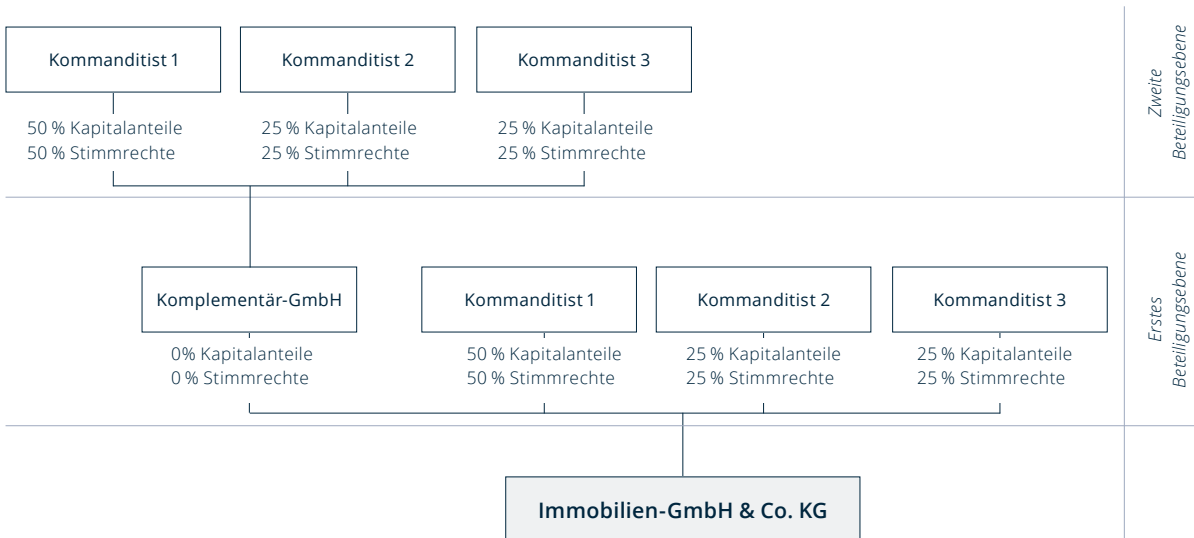 Kommanditist 1
Kommanditist 2
Kommanditist 3
50 % Kapitalanteile
50 % Stimmrechte
25 % Kapitalanteile
25 % Stimmrechte
25 % Kapitalanteile
25 % Stimmrechte
Zweite
Beteiligungsebene
Komplementär-GmbH
Kommanditist 1
Kommanditist 2
Kommanditist 3
0% Kapitalanteile
0 % Stimmrechte
50 % Kapitalanteile
50 % Stimmrechte
25 % Kapitalanteile
25 % Stimmrechte
25 % Kapitalanteile
25 % Stimmrechte
Erstes
Beteiligungsebene
Immobilien-GmbH & Co. KG